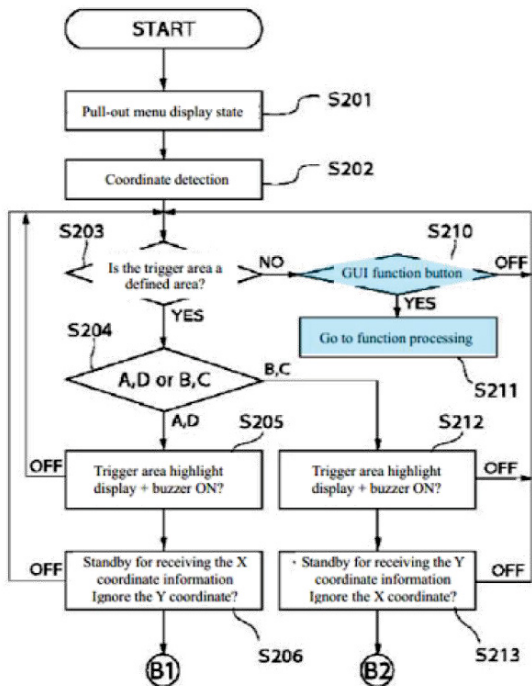 START
Pull-out menu display state
S201
Coordinate detection
S202
S203
Is the trigger area a
defined area?
NO
S210
GUI function button
OFF
YES
YES
Go to function processing
S211
S204
A,D or B,C
B,C
A,D
S205
S212
OFF
Trigger area highlight
display + buzzer ON?
Trigger area highlight
display + buzzer ON?
OFF
OFF
Standby for receiving the X
coordinate information
Ignore the Y coordinate?
Standby for receiving the Y
coordinate information
Ignore the X coordinate?
OFF
S206
S213
B1
B2